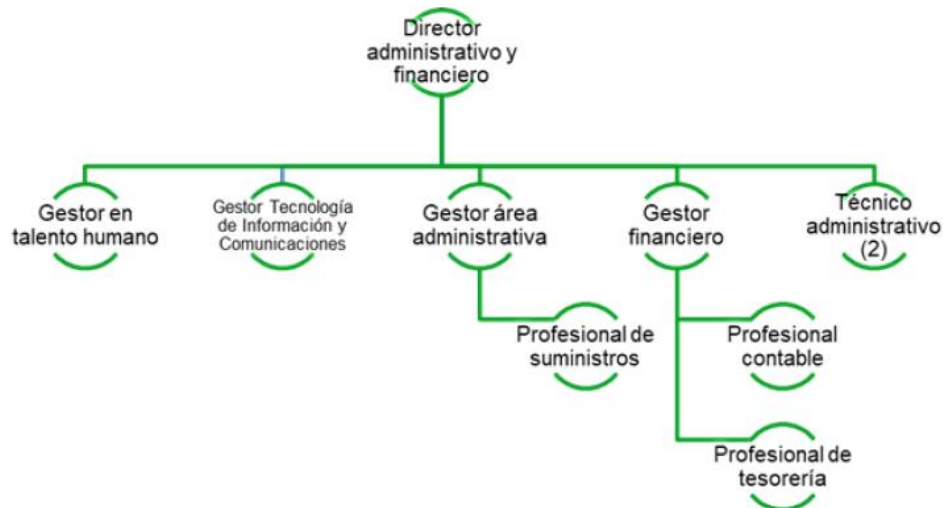 Director
administrativo y
financiero
Gestor en
talento humano
Gestor Tecnología
de Información y
Comunicaciones
Gestor área
administrativa
Gestor
financiero
Técnico
administrativo
(2)
Profesional de
suministros
Profesional
contable
Profesional de
tesorería